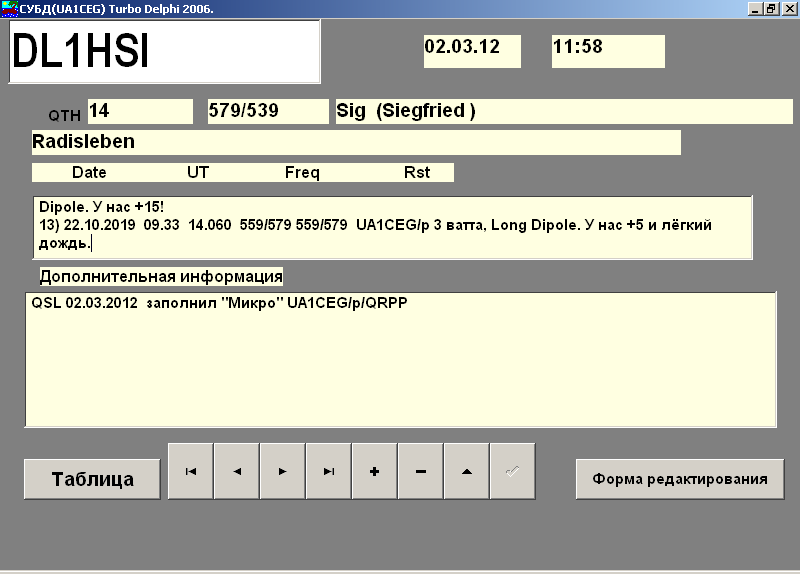 СУБД(UA1CEG) Turbo Delphi 2006.
DL1HSI
02.03.12 11:58
QTH 14 579/539 Sig (Siegfried )
Radisleben
Date UT Freq Rst
Dipole. У нас +15!
13) 22.10.2019 09.33 14.060 559/579 559/579 UA1CEG/p 3 ватта, Long Dipole. У нас +5 и лёгкий
дождь.
Дополнительная информация
QSL 02.03.2012 заполнил "Микро" UA1CEG/p/QRPP
Таблица
Форма редактирования